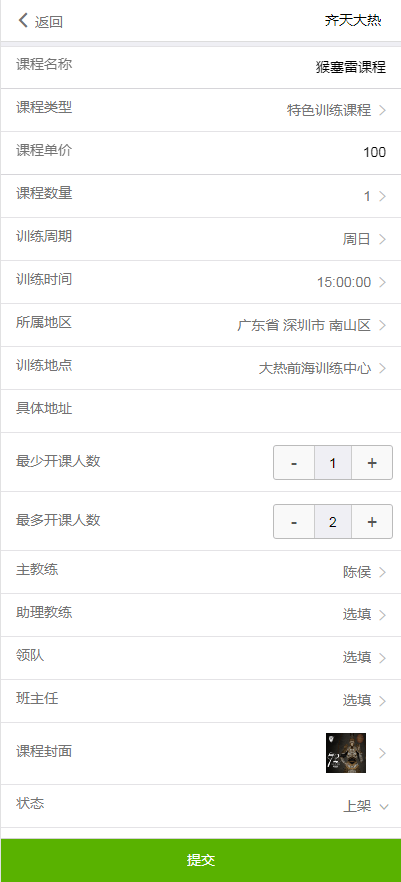 返回 齐天大热
课程名称 猴塞雷课程
课程类型 特色训练课程
课程单价 100
课程数量 1
训练周期 周日
训练时间 15:00:00
所属地区 广东省 深圳市 南山区
训练地点 大热前海训练中心
具体地址
最少开课人数 - 1 +
最多开课人数 - 2 +
主教练 陈侯
助理教练 选填
领队 选填
班主任 选填
课程封面
状态 上架
提交